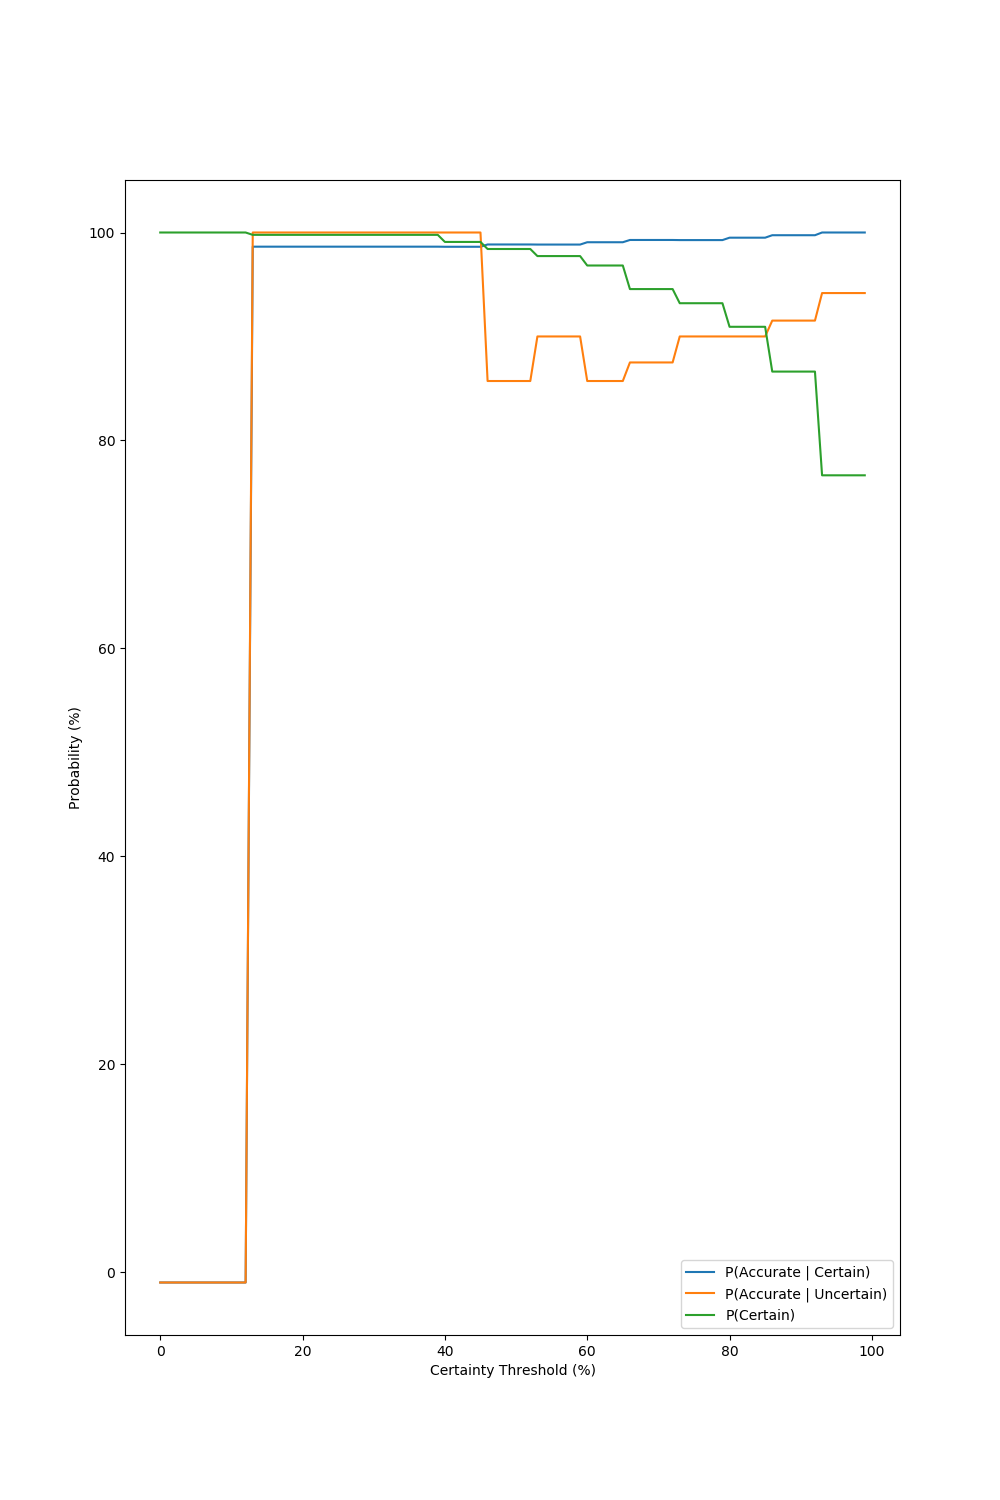 100
80
60
40
20
0
Probability (%)
0 20 40 60 80 100
Certainty Threshold (%)
P(Accurate | Certain)
P(Accurate | Uncertain)
P(Certain)